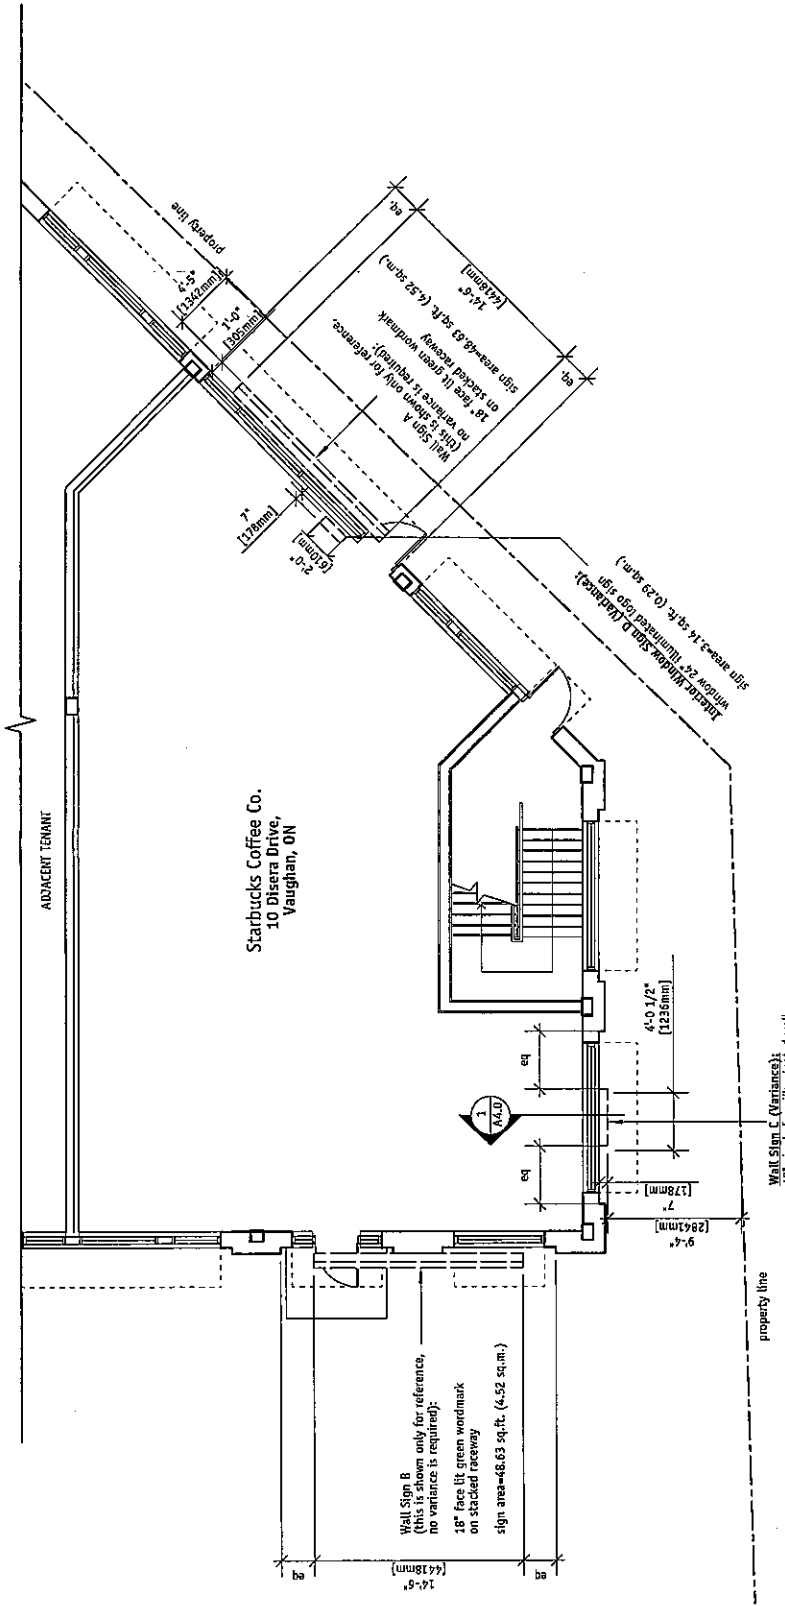 ADJACENT TENANT
Starbucks Coffee Co.
10 Disera Drive,
Vaughan, ON
property line
4'-5"
[1342mm]
1'-0"
[305mm]
7"
[178mm]
2'-0"
[610mm]
eq.
14'-6"
[4418mm]
eq.
Wall Sign A
(this is shown only for reference,
no variance is required):
18" face lit green wordmark
on stacked raceway
sign area=48.63 sq.ft. (4.52 sq.m.)
Interior Window Sign D (Variance):
window 24" illuminated logo sign
sign area=3.14 sq.ft. (0.29 sq.m.)
1
A4.0
eq
eq
4'-0 1/2"
[1236mm]
7"
[178mm]
9'-4"
[2841mm]
Wall Sign C (Variance):
property line
Wall Sign B
(this is shown only for reference,
no variance is required):
18" face lit green wordmark
on stacked raceway
sign area=48.63 sq.ft. (4.52 sq.m.)
eq
14'-6"
[4418mm]
eq